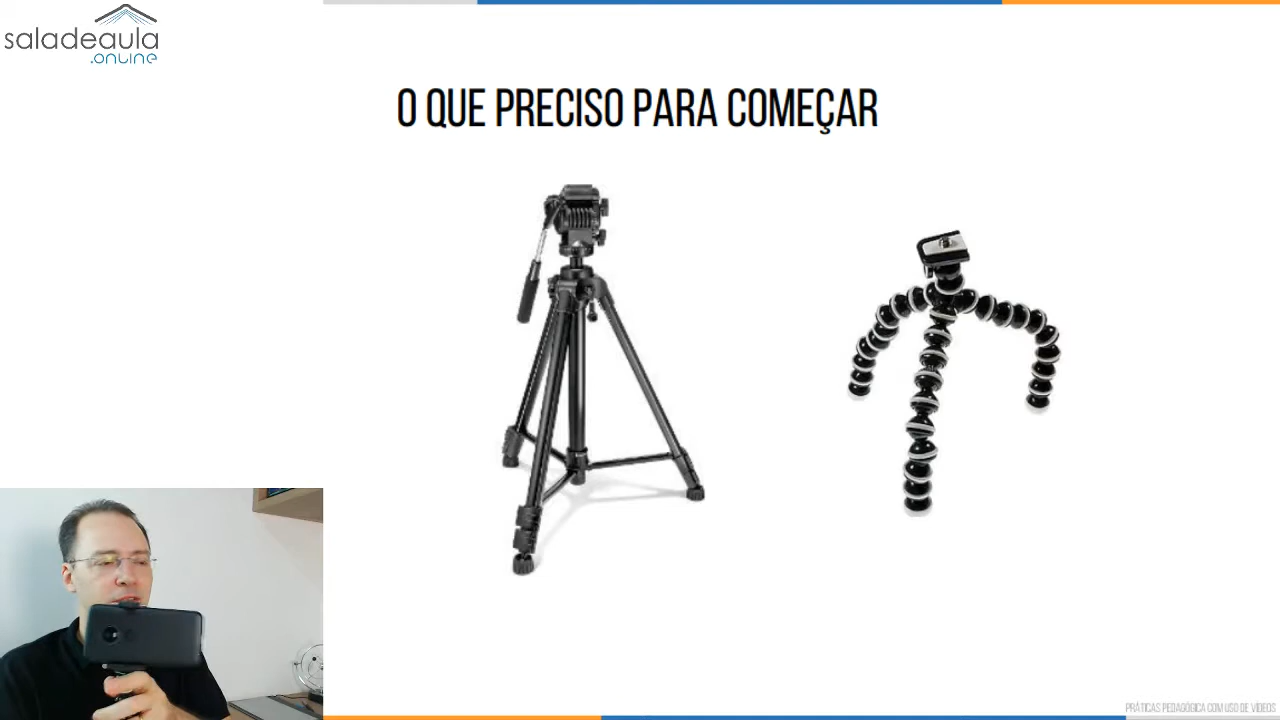 saladeaula
.online
O QUE PRECISO PARA COMEÇAR
PRÁTICAS PEDAGÓGICA COM USO DE VÍDEOS